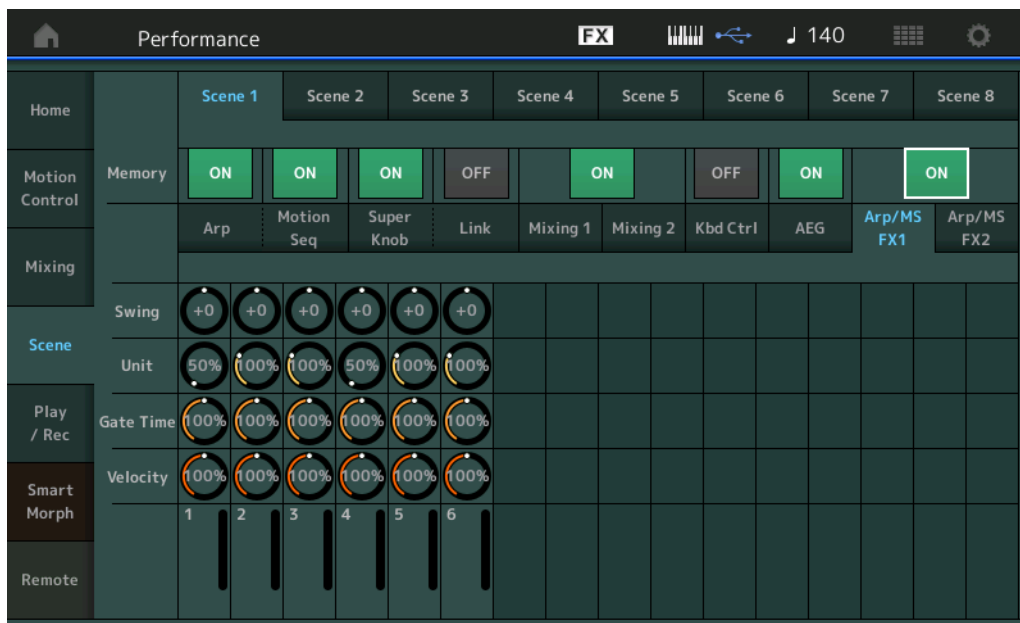 Performance FX 140
Home
Motion
Control
Mixing
Scene
Play
/ Rec
Smart
Morph
Remote
Scene 1 Scene 2 Scene 3 Scene 4 Scene 5 Scene 6 Scene 7 Scene 8
Memory ON ON ON OFF ON OFF ON ON
Arp
Motion
Seq
Super
Knob
Link
Mixing 1
Mixing 2
Kbd Ctrl
AEG
Arp/MS
FX1
Arp/MS
FX2
Swing +0 +0 +0 +0 +0 +0
Unit 50% 100% 100% 50% 100% 100%
Gate Time 100% 100% 100% 100% 100% 100%
Velocity 100% 100% 100% 100% 100% 100%
1 2 3 4 5 6